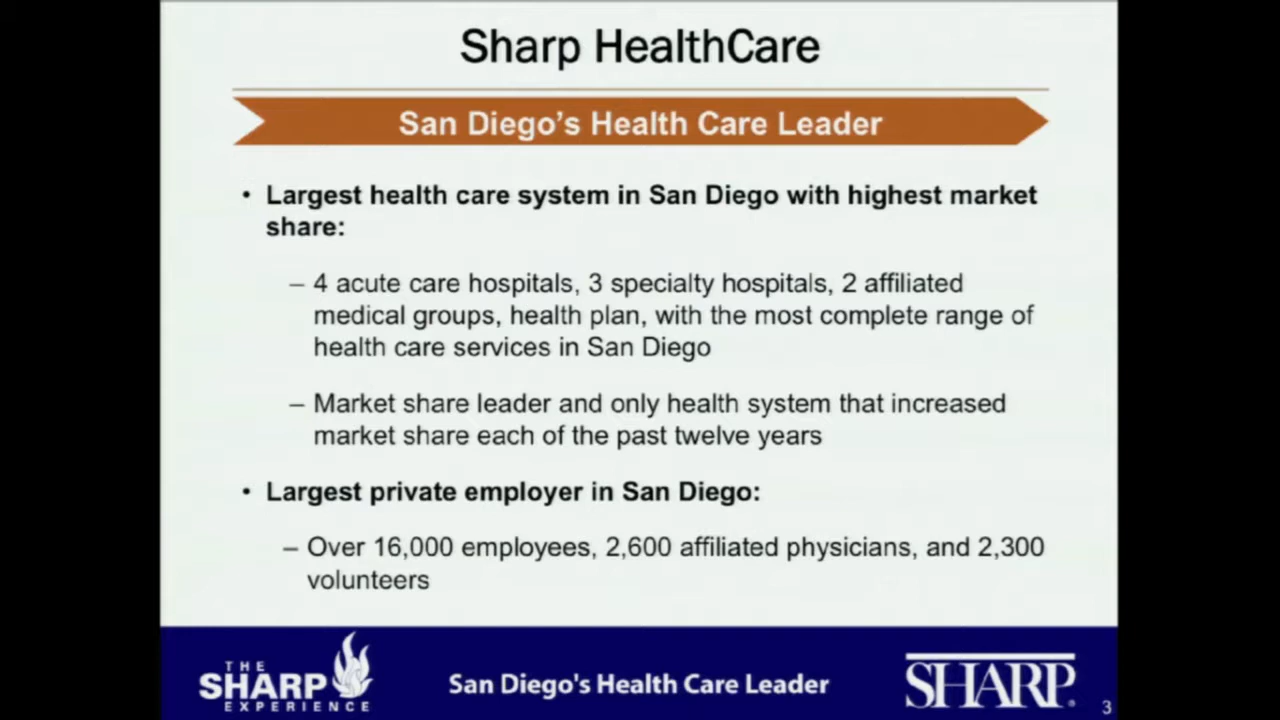 Sharp HealthCare
San Diego's Health Care Leader
• Largest health care system in San Diego with highest market
share:
– 4 acute care hospitals, 3 specialty hospitals, 2 affiliated
medical groups, health plan, with the most complete range of
health care services in San Diego
– Market share leader and only health system that increased
market share each of the past twelve years
• Largest private employer in San Diego:
– Over 16,000 employees, 2,600 affiliated physicians, and 2,300
volunteers
THE
SHARP
EXPERIENCE
San Diego's Health Care Leader
SHARP®
3